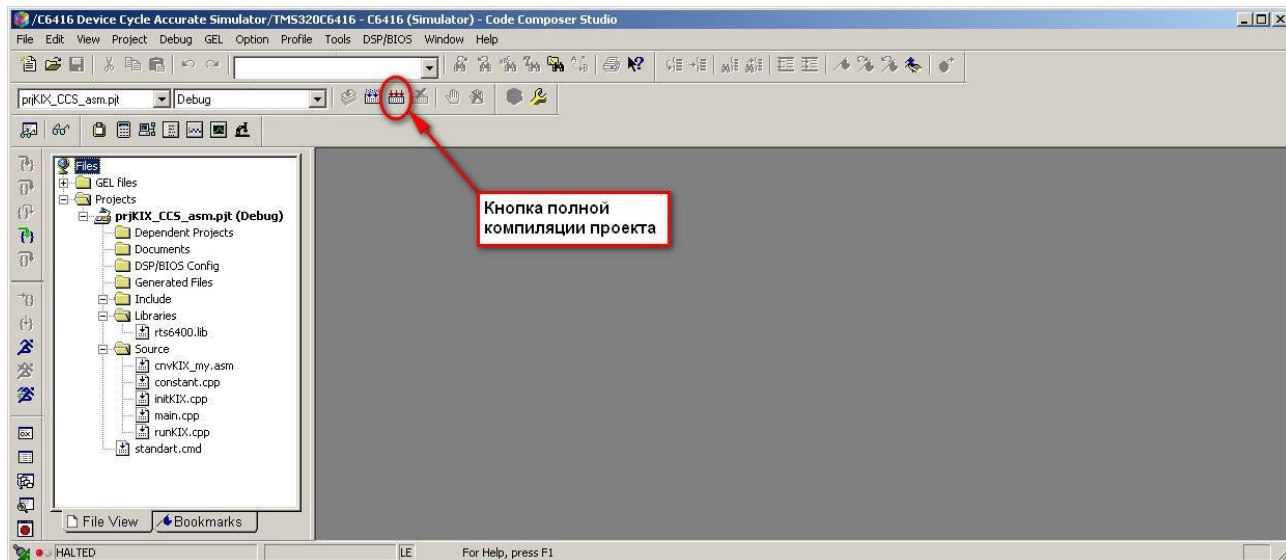 /C6416 Device Cycle Accurate Simulator/TMS320C6416 - C6416 (Simulator) - Code Composer Studio
File Edit View Project Debug GEL Option Profile Tools DSP/BIOS Window Help
prjKIX_CCS_asm.pjt Debug
Files
GEL files
Projects
prjKIX_CCS_asm.pjt (Debug)
Dependent Projects
Documents
DSP/BIOS Config
Generated Files
Include
Libraries
rts6400.lib
Source
cnvKIX_my.asm
constant.cpp
initKIX.cpp
main.cpp
runKIX.cpp
standart.cmd
Кнопка полной
компиляции проекта
File View Bookmarks
HALTED LE For Help, press F1